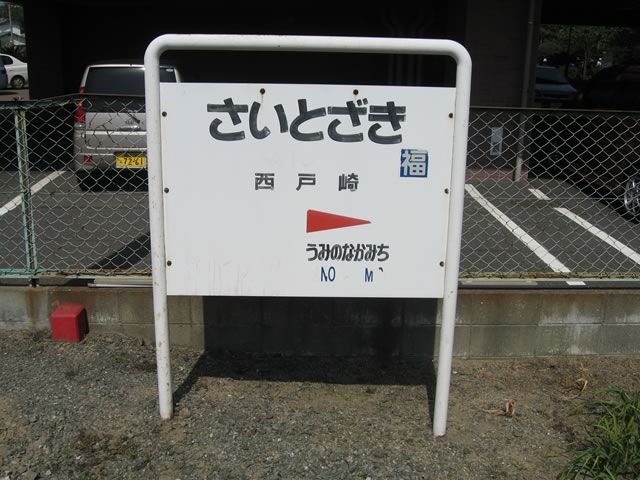 さいとざき
福
西戸崎
うみのなかみち